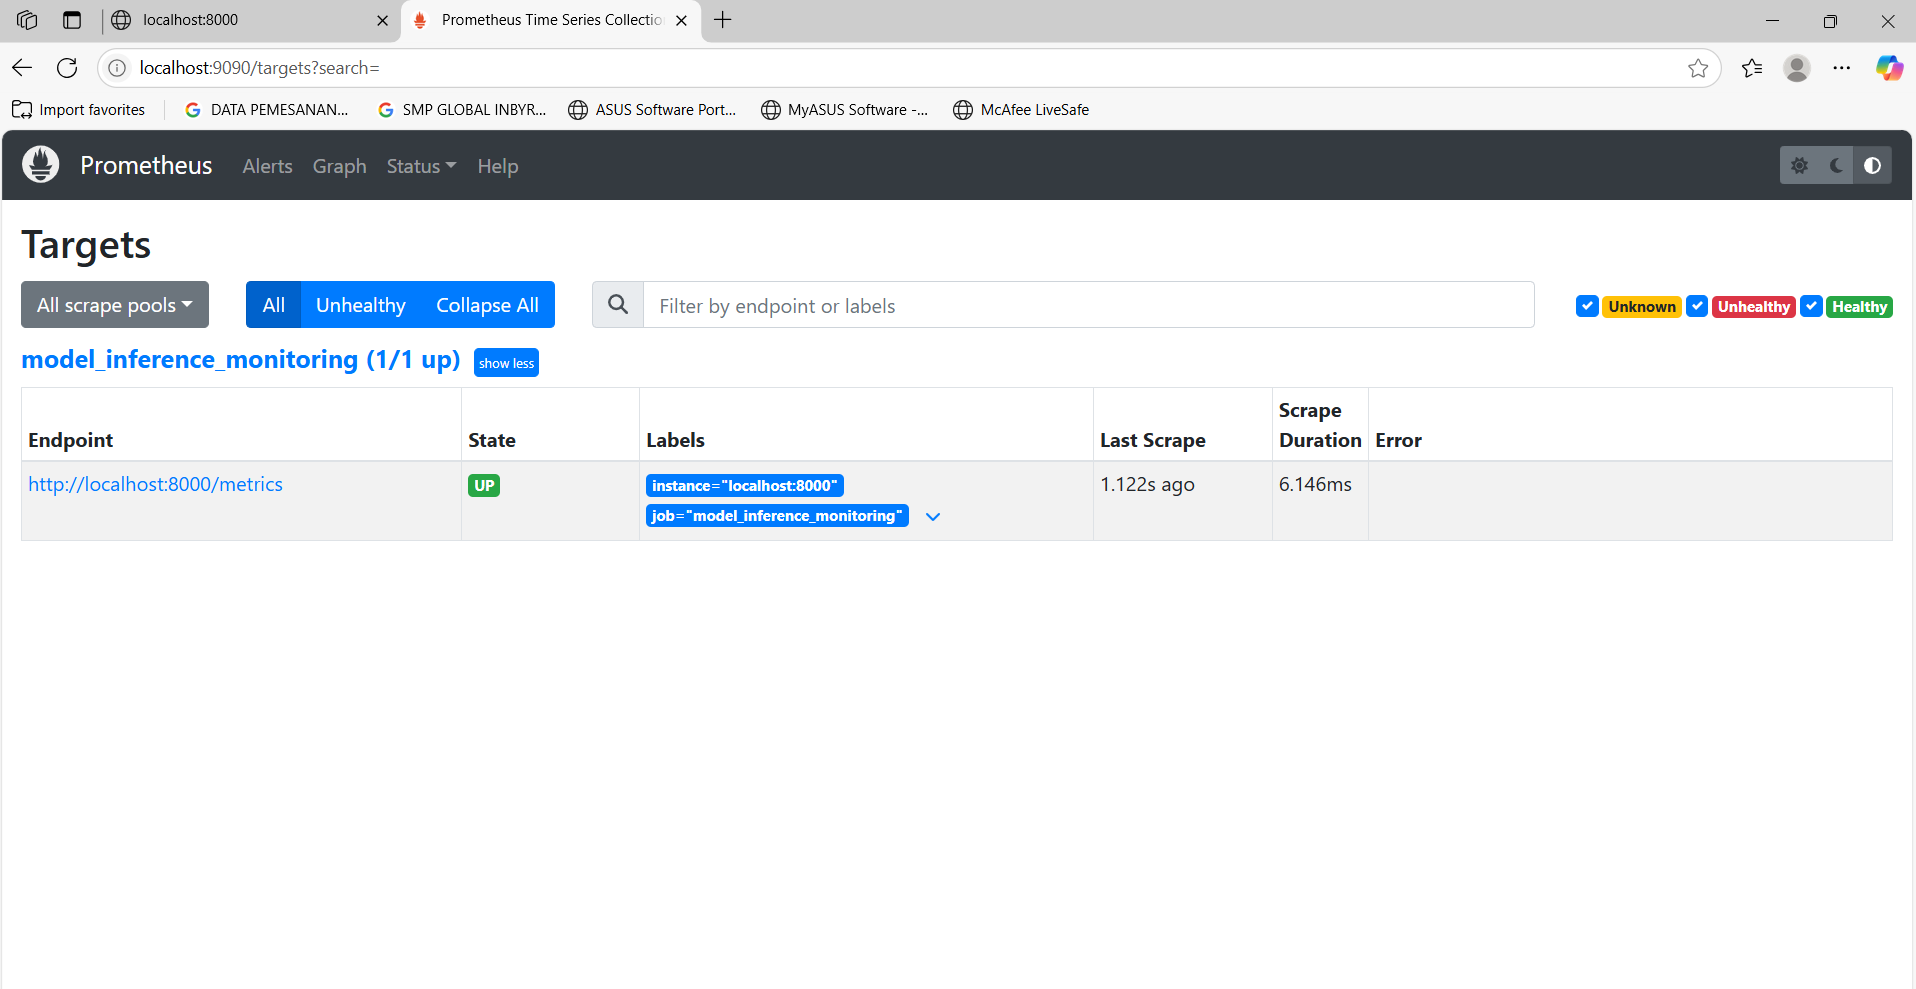 localhost:8000
Prometheus Time Series Collectio
localhost:9090/targets?search=
Import favorites
DATA PEMESANAN...
SMP GLOBAL INBYR...
ASUS Software Port...
MyASUS Software -...
McAfee LiveSafe
Prometheus
Alerts
Graph
Status
Help
Targets
All scrape pools
All
Unhealthy
Collapse All
Filter by endpoint or labels
Unknown
Unhealthy
Healthy
model_inference_monitoring (1/1 up)
show less
Endpoint
State
Labels
Last Scrape
Scrape
Duration
Error
http://localhost:8000/metrics
UP
instance="localhost:8000"
job="model_inference_monitoring"
1.122s ago
6.146ms